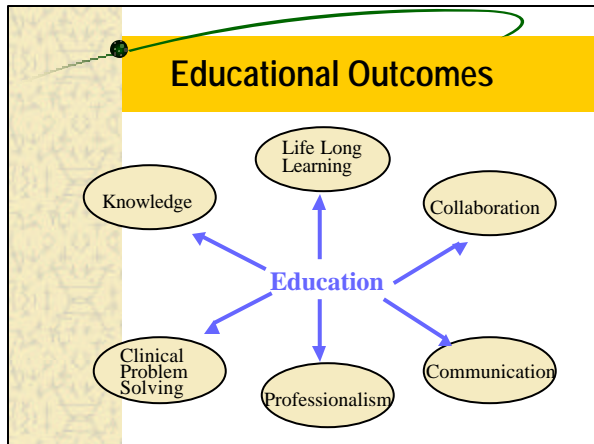 Educational Outcomes
Life Long
Learning
Knowledge
Collaboration
Education
Clinical
Problem
Solving
Professionalism
Communication